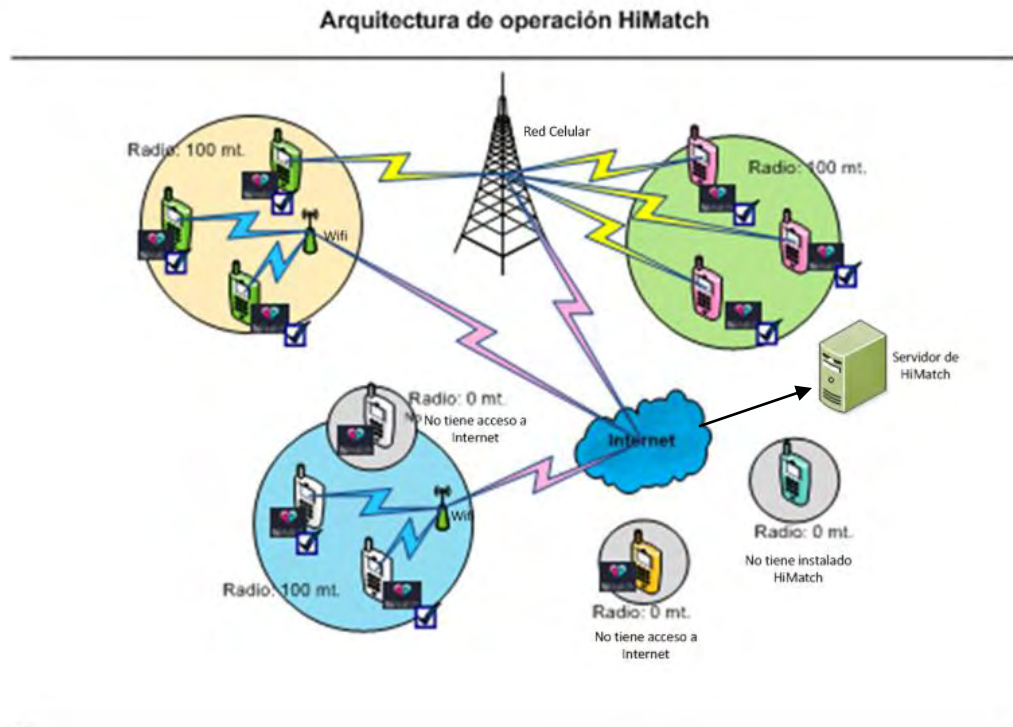 Arquitectura de operación HiMatch
Red Celular
Radio: 100 mt.
Radio: 100 mt.
Wifi
Servidor de
HiMatch
Radio: 0 mt.
No No tiene acceso a
Internet
Internet
Wifi
Radio: 0 mt.
No tiene instalado
HiMatch
Radio: 100 mt.
Radio: 0 mt.
No tiene acceso a
Internet